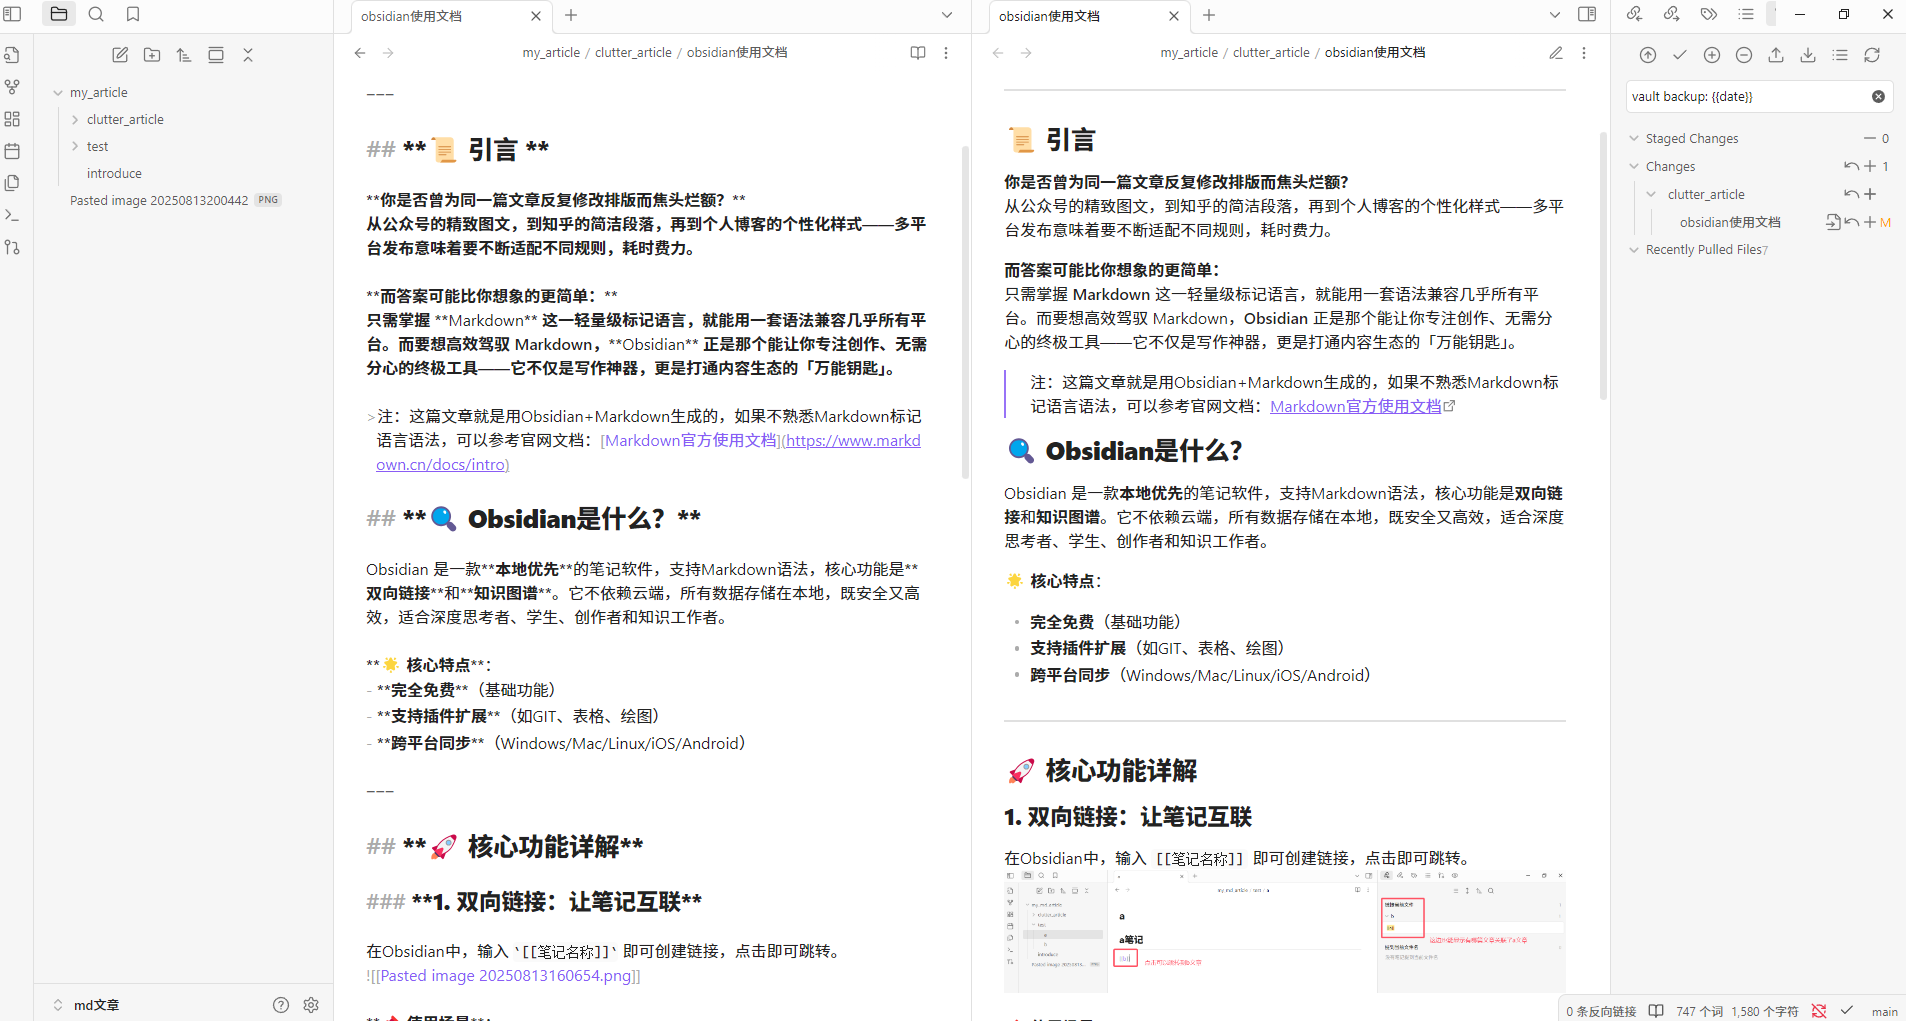 obsidian使用文档
obsidian使用文档
my_article / clutter_article / obsidian使用文档
my_article / clutter_article / obsidian使用文档
my_article
clutter_article
test
introduce
Pasted image 20250813200442 PNG
md文章
---
## **📜 引言 **
**你是否曾为同一篇文章反复修改排版而焦头烂额？**
从公众号的精致图文，到知乎的简洁段落，再到个人博客的个性化样式——多平
台发布意味着要不断适配不同规则，耗时费力。
**而答案可能比你想象的更简单：**
只需掌握 **Markdown** 这一轻量级标记语言，就能用一套语法兼容几乎所有平
台。而要想高效驾驭 Markdown，**Obsidian** 正是那个能让你专注创作、无需
分心的终极工具——它不仅是写作神器，更是打通内容生态的「万能钥匙」。
>注：这篇文章就是用Obsidian+Markdown生成的，如果不熟悉Markdown标记
语言语法，可以参考官网文档：[Markdown官方使用文档](https://www.markd
own.cn/docs/intro)
## **🔍 Obsidian是什么？**
Obsidian 是一款**本地优先**的笔记软件，支持Markdown语法，核心功能是**
双向链接**和**知识图谱**。它不依赖云端，所有数据存储在本地，既安全又高
效，适合深度思考者、学生、创作者和知识工作者。
**🌟 核心特点**：
- **完全免费**（基础功能）
- **支持插件扩展**（如GIT、表格、绘图）
- **跨平台同步**（Windows/Mac/Linux/iOS/Android）
---
## **🚀 核心功能详解**
### **1. 双向链接：让笔记互联**
在Obsidian中，输入 `[[笔记名称]]` 即可创建链接，点击即可跳转。
![[Pasted image 20250813160654.png]]
📜 引言
你是否曾为同一篇文章反复修改排版而焦头烂额？
从公众号的精致图文，到知乎的简洁段落，再到个人博客的个性化样式——多平
台发布意味着要不断适配不同规则，耗时费力。
而答案可能比你想象的更简单：
只需掌握 Markdown 这一轻量级标记语言，就能用一套语法兼容几乎所有平
台。而要想高效驾驭 Markdown，Obsidian 正是那个能让你专注创作、无需分
心的终极工具——它不仅是写作神器，更是打通内容生态的「万能钥匙」。
注：这篇文章就是用Obsidian+Markdown生成的，如果不熟悉Markdown标
记语言语法，可以参考官网文档：Markdown官方使用文档
🔍 Obsidian是什么？
Obsidian 是一款本地优先的笔记软件，支持Markdown语法，核心功能是双向链
接和知识图谱。它不依赖云端，所有数据存储在本地，既安全又高效，适合深度
思考者、学生、创作者和知识工作者。
🌟 核心特点：
• 完全免费（基础功能）
• 支持插件扩展（如GIT、表格、绘图）
• 跨平台同步（Windows/Mac/Linux/iOS/Android）
🚀 核心功能详解
1. 双向链接：让笔记互联
在Obsidian中，输入 [[笔记名称]] 即可创建链接，点击即可跳转。
a
a笔记
vault backup: {{date}}
Staged Changes 0
Changes 1
clutter_article
obsidian使用文档 M
Recently Pulled Files 7
0 条反向链接 747 个词 1,580 个字符 main